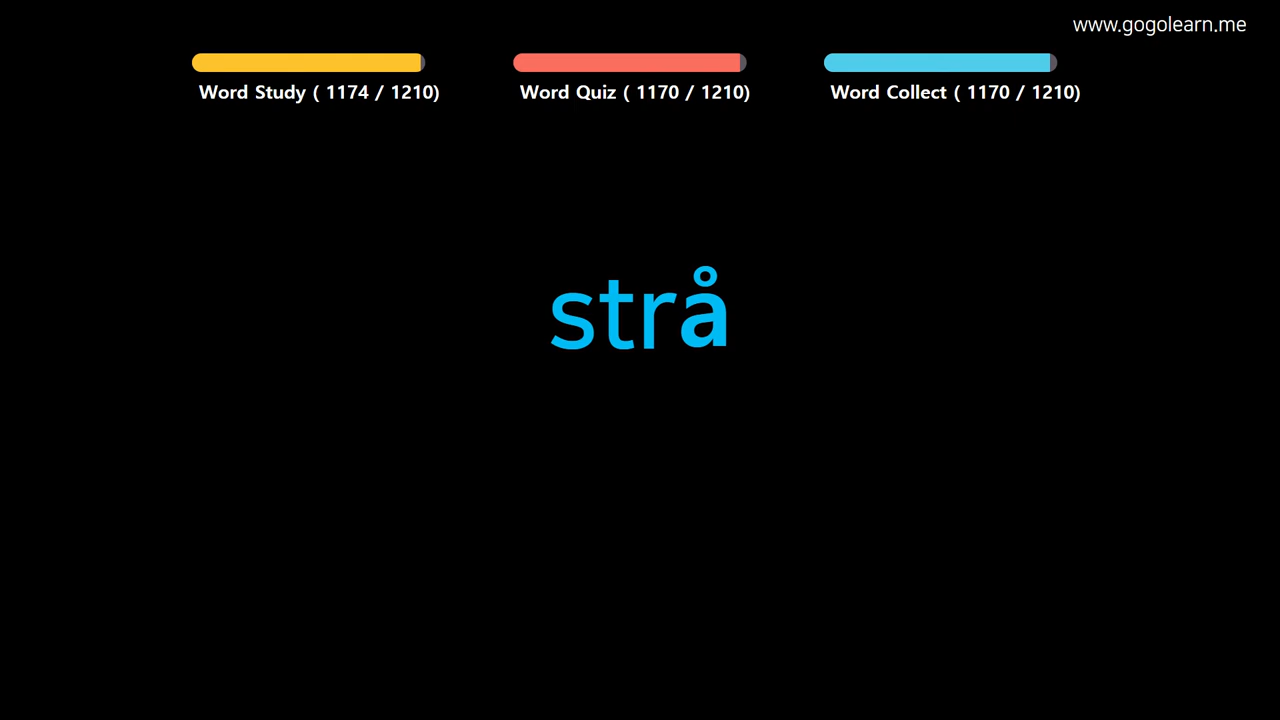 www.gogolearn.me
Word Study ( 1174 / 1210)
Word Quiz ( 1170 / 1210)
Word Collect ( 1170 / 1210)
strå